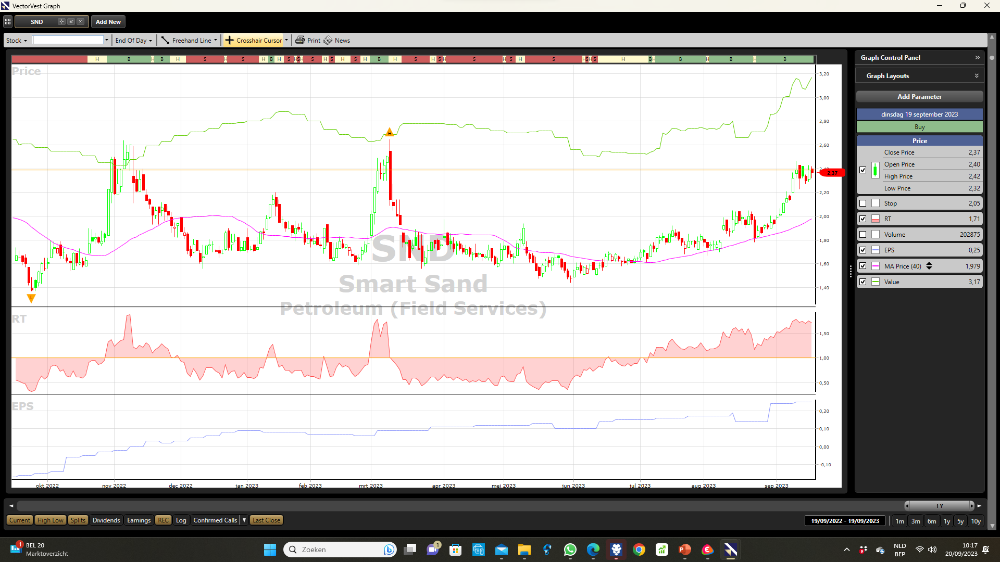 VectorVest Graph
SND
Add New
Stock
End Of Day
Freehand Line
Crosshair Cursor
Print
News
H B H B H S H S H B H S H S H S H S H S H B H S H S H S H S H S H S H S H B H B H B H B
Price
3,20
3,00
2,80
2,60
2,40
2,37
2,20
2,00
1,80
1,60
1,40
H
L
SND
Smart Sand
Petroleum (Field Services)
RT
1,50
1,00
0,50
EPS
0,20
0,10
0,00
-0,10
okt 2022 nov 2022 dec 2022 jan 2023 feb 2023 mrt 2023 apr 2023 mei 2023 jun 2023 jul 2023 aug 2023 sep 2023
Graph Control Panel
Graph Layouts
Add Parameter
dinsdag 19 september 2023
Buy
Price
Close Price 2,37
Open Price 2,40
High Price 2,42
Low Price 2,32
Stop 2,05
RT 1,71
Volume 202875
EPS 0,25
MA Price (40) 1,979
Value 3,17
1 Y
Current High Low Splits Dividends Earnings REC Log Confirmed Calls Last Close
19/09/2022 - 19/09/2023 1m 3m 6m 1y 5y 10y
1
BEL 20
Marktoverzicht
Zoeken
1
NLD
BEP
10:17
20/09/2023